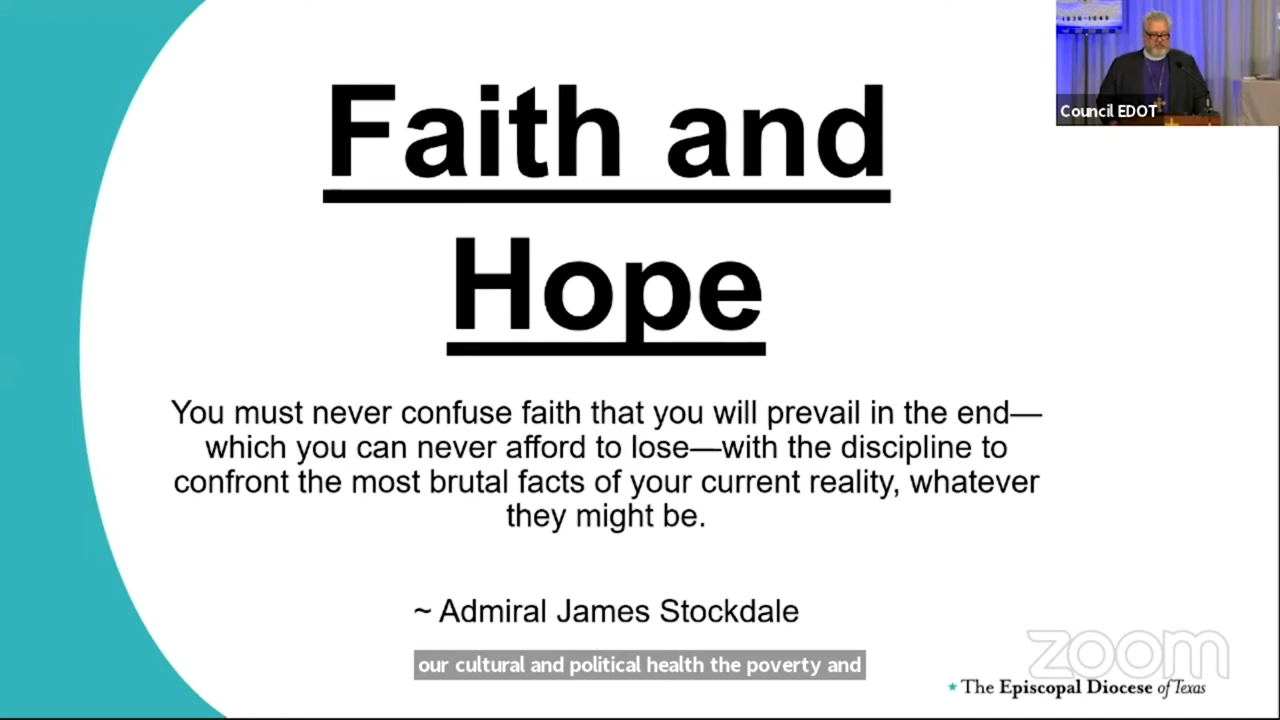 Faith and
Hope
You must never confuse faith that you will prevail in the end—
which you can never afford to lose—with the discipline to
confront the most brutal facts of your current reality, whatever
they might be.
~ Admiral James Stockdale
our cultural and political health the poverty and
zoom
The Episcopal Diocese of Texas
1838-1849
Council EDOT